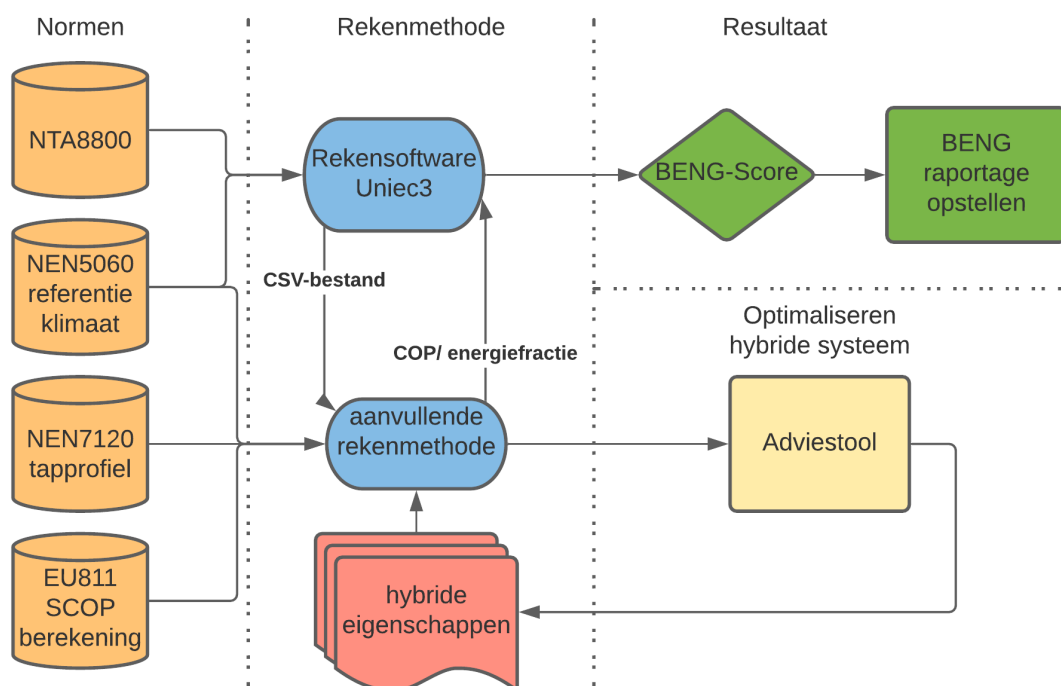 Normen
Rekenmethode
Resultaat
NTA8800
Rekensoftware
Uniec3
BENG-Score
BENG
raportage
opstellen
NEN5060
referentie
klimaat
CSV-bestand
COP/ energiefractie
Optimaliseren
hybride systeem
NEN7120
tapprofiel
aanvullende
rekenmethode
Adviestool
EU811
SCOP
berekening
hybride
eigenschappen